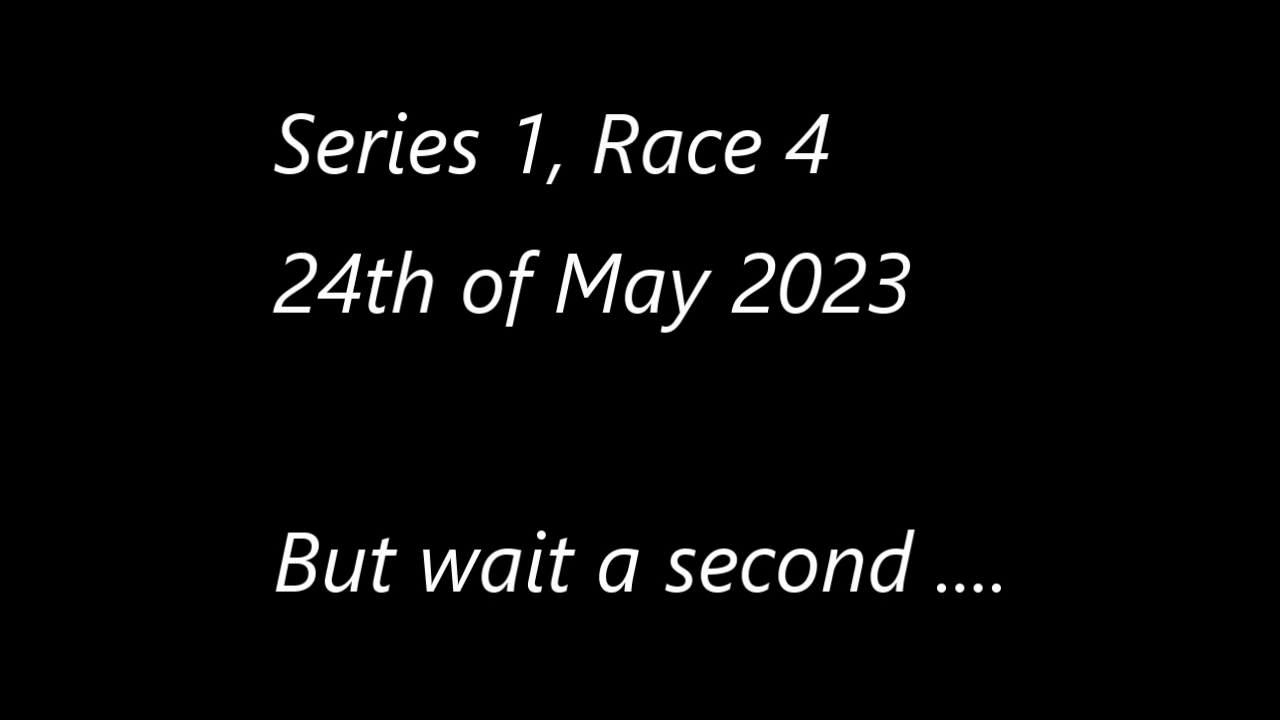 Series 1, Race 4
24th of May 2023
But wait a second ....